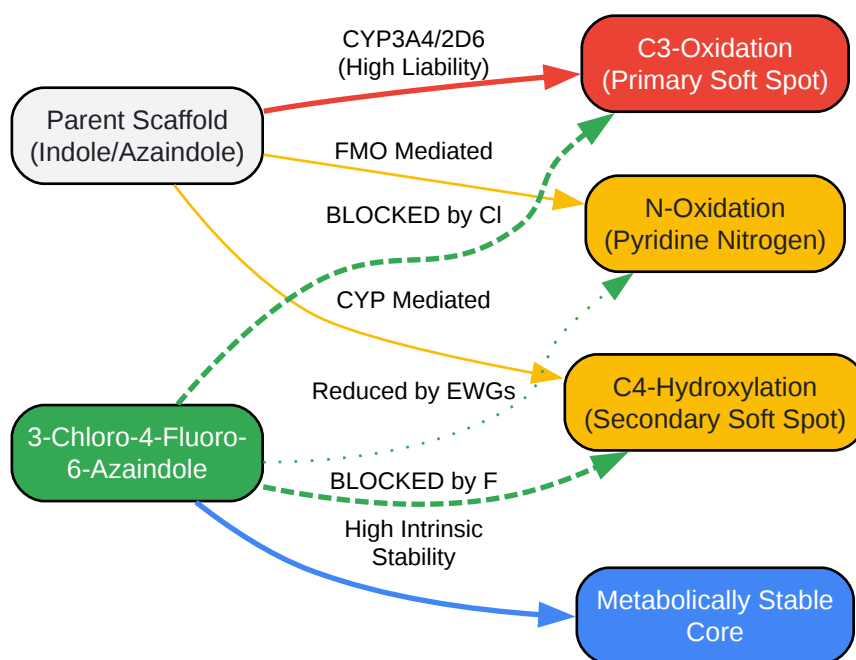 CYP3A4/2D6
(High Liability)
C3-Oxidation
(Primary Soft Spot)
Parent Scaffold
(Indole/Azaindole)
FMO Mediated
N-Oxidation
(Pyridine Nitrogen)
BLOCKED by Cl
CYP Mediated
Reduced by EWGs
C4-Hydroxylation
(Secondary Soft Spot)
3-Chloro-4-Fluoro-
6-Azaindole
BLOCKED by F
High Intrinsic
Stability
Metabolically Stable
Core